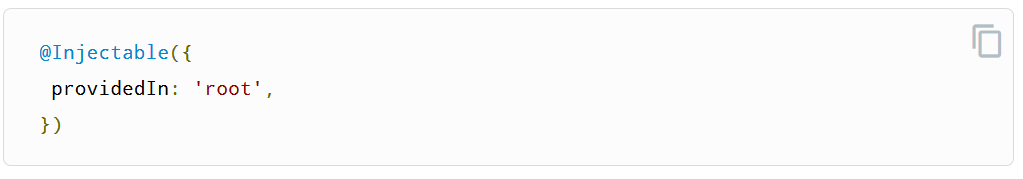 @Injectable({
 providedIn: 'root',
})